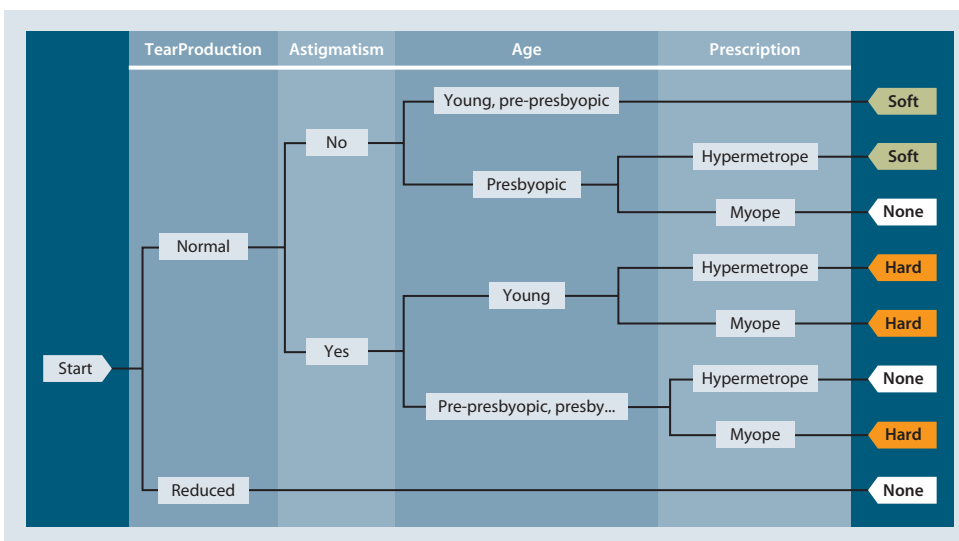 TearProduction Astigmatism Age Prescription
Young, pre-presbyopic Soft
No
Hypermetrope Soft
Presbyopic
Myope None
Normal
Hypermetrope Hard
Young
Myope Hard
Yes
Start
Hypermetrope None
Pre-presbyopic, presby...
Myope Hard
Reduced None